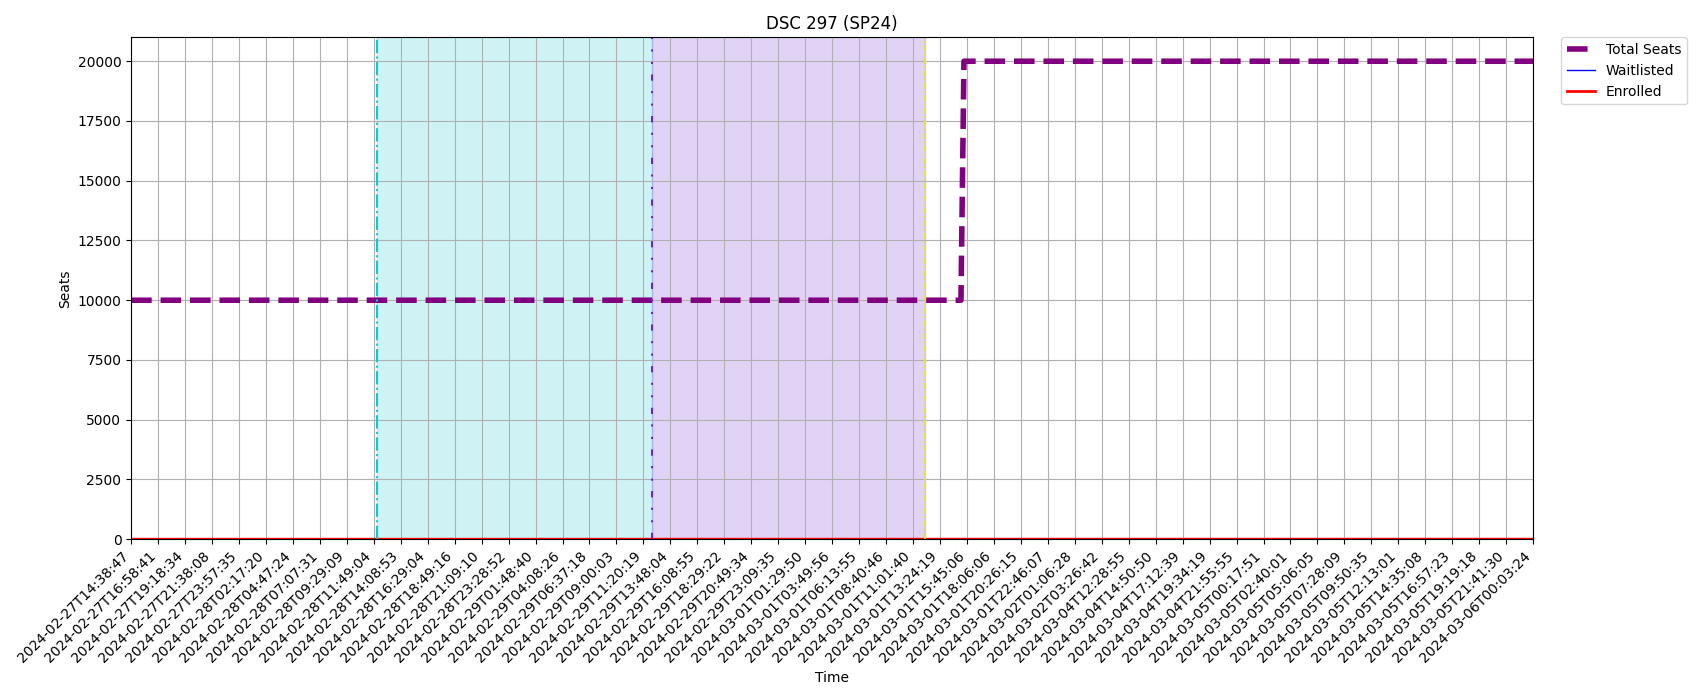 DSC 297 (SP24)
Total Seats
Waitlisted
Enrolled
Seats
20000
17500
15000
12500
10000
7500
5000
2500
0
2024-02-27T14:38:47
2024-02-27T16:58:41
2024-02-27T19:18:34
2024-02-27T21:38:08
2024-02-27T23:57:35
2024-02-28T02:17:20
2024-02-28T04:47:24
2024-02-28T07:07:31
2024-02-28T09:29:09
2024-02-28T11:49:04
2024-02-28T14:08:53
2024-02-28T16:29:04
2024-02-28T18:49:16
2024-02-28T21:09:10
2024-02-28T23:28:52
2024-02-29T01:48:40
2024-02-29T04:08:26
2024-02-29T06:37:18
2024-02-29T09:00:03
2024-02-29T11:20:19
2024-02-29T13:48:04
2024-02-29T16:08:55
2024-02-29T18:29:22
2024-02-29T20:49:34
2024-02-29T23:09:35
2024-03-01T01:29:50
2024-03-01T03:49:56
2024-03-01T06:13:55
2024-03-01T08:40:46
2024-03-01T11:01:40
2024-03-01T13:24:19
2024-03-01T15:45:06
2024-03-01T18:06:06
2024-03-01T20:26:15
2024-03-01T22:46:07
2024-03-02T01:06:28
2024-03-02T03:26:42
2024-03-04T12:28:55
2024-03-04T14:50:50
2024-03-04T17:12:39
2024-03-04T19:34:19
2024-03-04T21:55:55
2024-03-05T00:17:51
2024-03-05T02:40:01
2024-03-05T05:06:05
2024-03-05T07:28:09
2024-03-05T09:50:35
2024-03-05T12:13:01
2024-03-05T14:35:08
2024-03-05T16:57:23
2024-03-05T19:19:18
2024-03-05T21:41:30
2024-03-06T00:03:24
Time